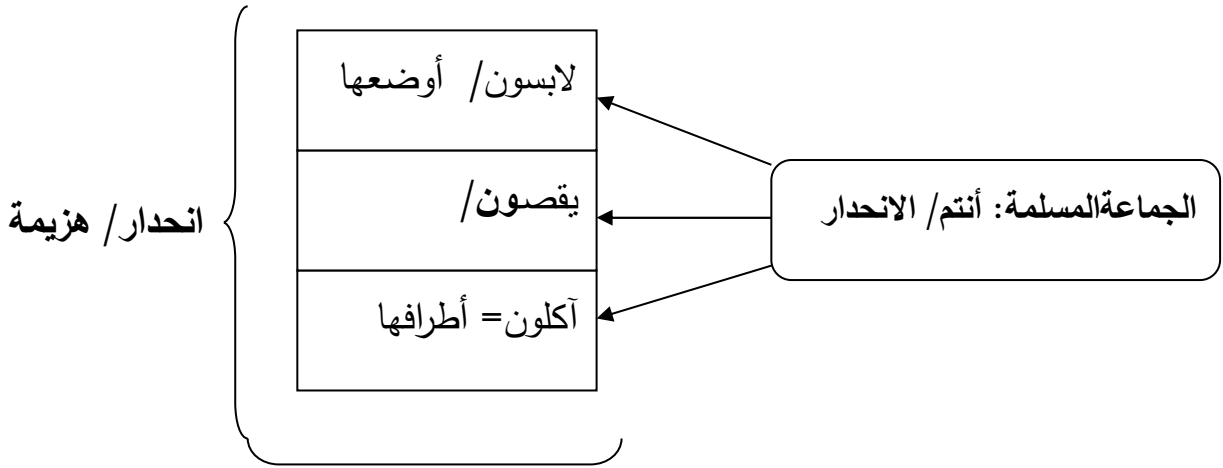 لابسون/ أوضعها
يقصون/
آكلون= أطرافها
الجماعةالمسلمة: أنتم/ الانحدار
انحدار/ هزيمة